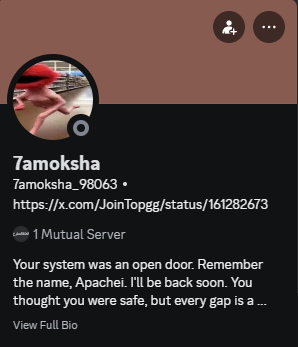 7amoksha
7amoksha_98063 •
https://x.com/JoinTopgg/status/161282673
1 Mutual Server
Your system was an open door. Remember
the name, Apachei. I'll be back soon. You
thought you were safe, but every gap is a ...
View Full Bio